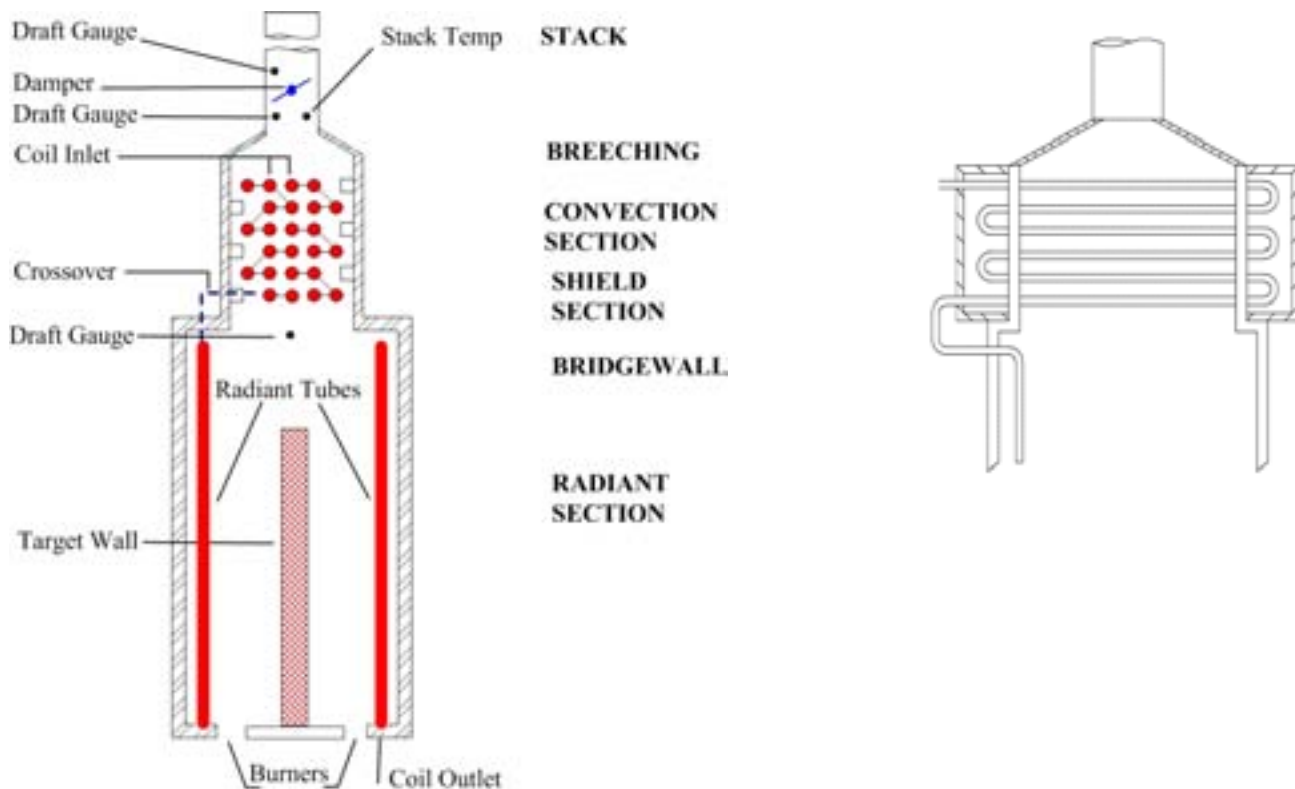 Draft Gauge
Stack Temp
STACK
Damper
Draft Gauge
Coil Inlet
BREECHING
CONVECTION
SECTION
Crossover
SHIELD
SECTION
Draft Gauge
BRIDGEWALL
Radiant Tubes
RADIANT
SECTION
Target Wall
Burners
Coil Outlet